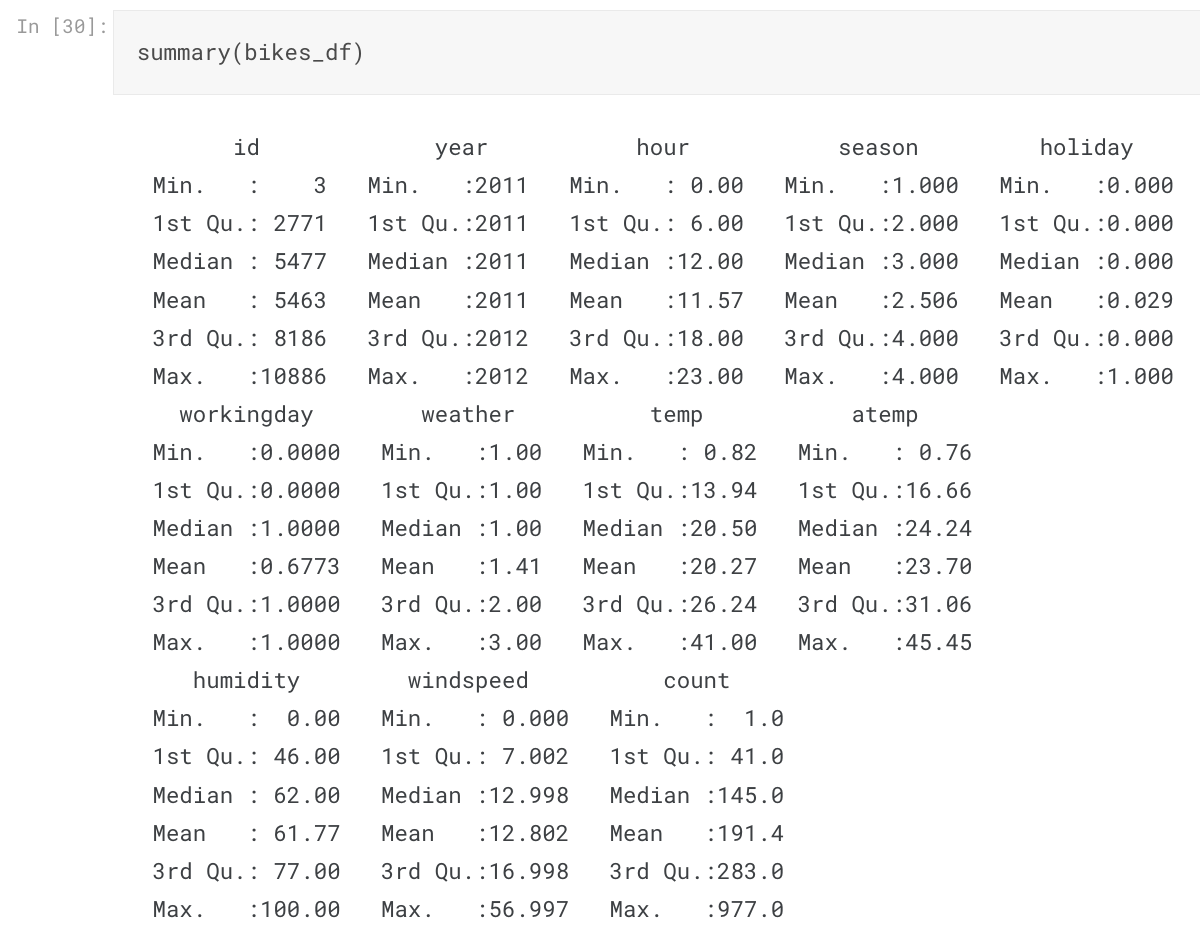 In [30]:
summary(bikes_df)
id year hour season holiday
Min. : 3 Min. :2011 Min. : 0.00 Min. :1.000 Min. :0.000
1st Qu.: 2771 1st Qu.:2011 1st Qu.: 6.00 1st Qu.:2.000 1st Qu.:0.000
Median : 5477 Median :2011 Median :12.00 Median :3.000 Median :0.000
Mean : 5463 Mean :2011 Mean :11.57 Mean :2.506 Mean :0.029
3rd Qu.: 8186 3rd Qu.:2012 3rd Qu.:18.00 3rd Qu.:4.000 3rd Qu.:0.000
Max. :10886 Max. :2012 Max. :23.00 Max. :4.000 Max. :1.000
workingday weather temp atemp
Min. :0.0000 Min. :1.00 Min. : 0.82 Min. : 0.76
1st Qu.:0.0000 1st Qu.:1.00 1st Qu.:13.94 1st Qu.:16.66
Median :1.0000 Median :1.00 Median :20.50 Median :24.24
Mean :0.6773 Mean :1.41 Mean :20.27 Mean :23.70
3rd Qu.:1.0000 3rd Qu.:2.00 3rd Qu.:26.24 3rd Qu.:31.06
Max. :1.0000 Max. :3.00 Max. :41.00 Max. :45.45
humidity windspeed count
Min. : 0.00 Min. : 0.000 Min. : 1.0
1st Qu.: 46.00 1st Qu.: 7.002 1st Qu.: 41.0
Median : 62.00 Median :12.998 Median :145.0
Mean : 61.77 Mean :12.802 Mean :191.4
3rd Qu.: 77.00 3rd Qu.:16.998 3rd Qu.:283.0
Max. :100.00 Max. :56.997 Max. :977.0